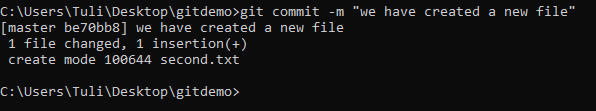 C:\Users\Tuli\Desktop\gitdemo>git commit -m "we have created a new file"
[master be70bb8] we have created a new file
 1 file changed, 1 insertion(+)
 create mode 100644 second.txt
C:\Users\Tuli\Desktop\gitdemo>